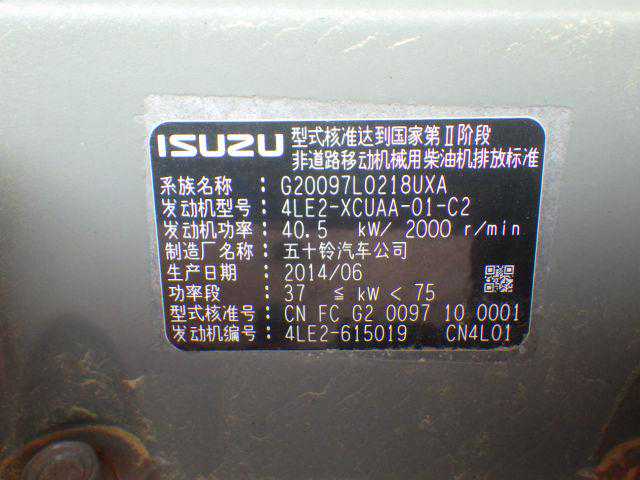 ISUZU 型式核准达到国家第Ⅱ阶段
非道路移动机械用柴油机排放标准
系族名称 : G20097L0218UXA
发动机型号: 4LE2-XCUAA-01-C2
发动机功率: 40.5 kW/ 2000 r/min
制造厂名称: 五十铃汽车公司
生产日期 : 2014/06
功率段 : 37 ≦ kW < 75
型式核准号: CN FC G2 0097 10 0001
发动机编号: 4LE2-615019 CN4L01